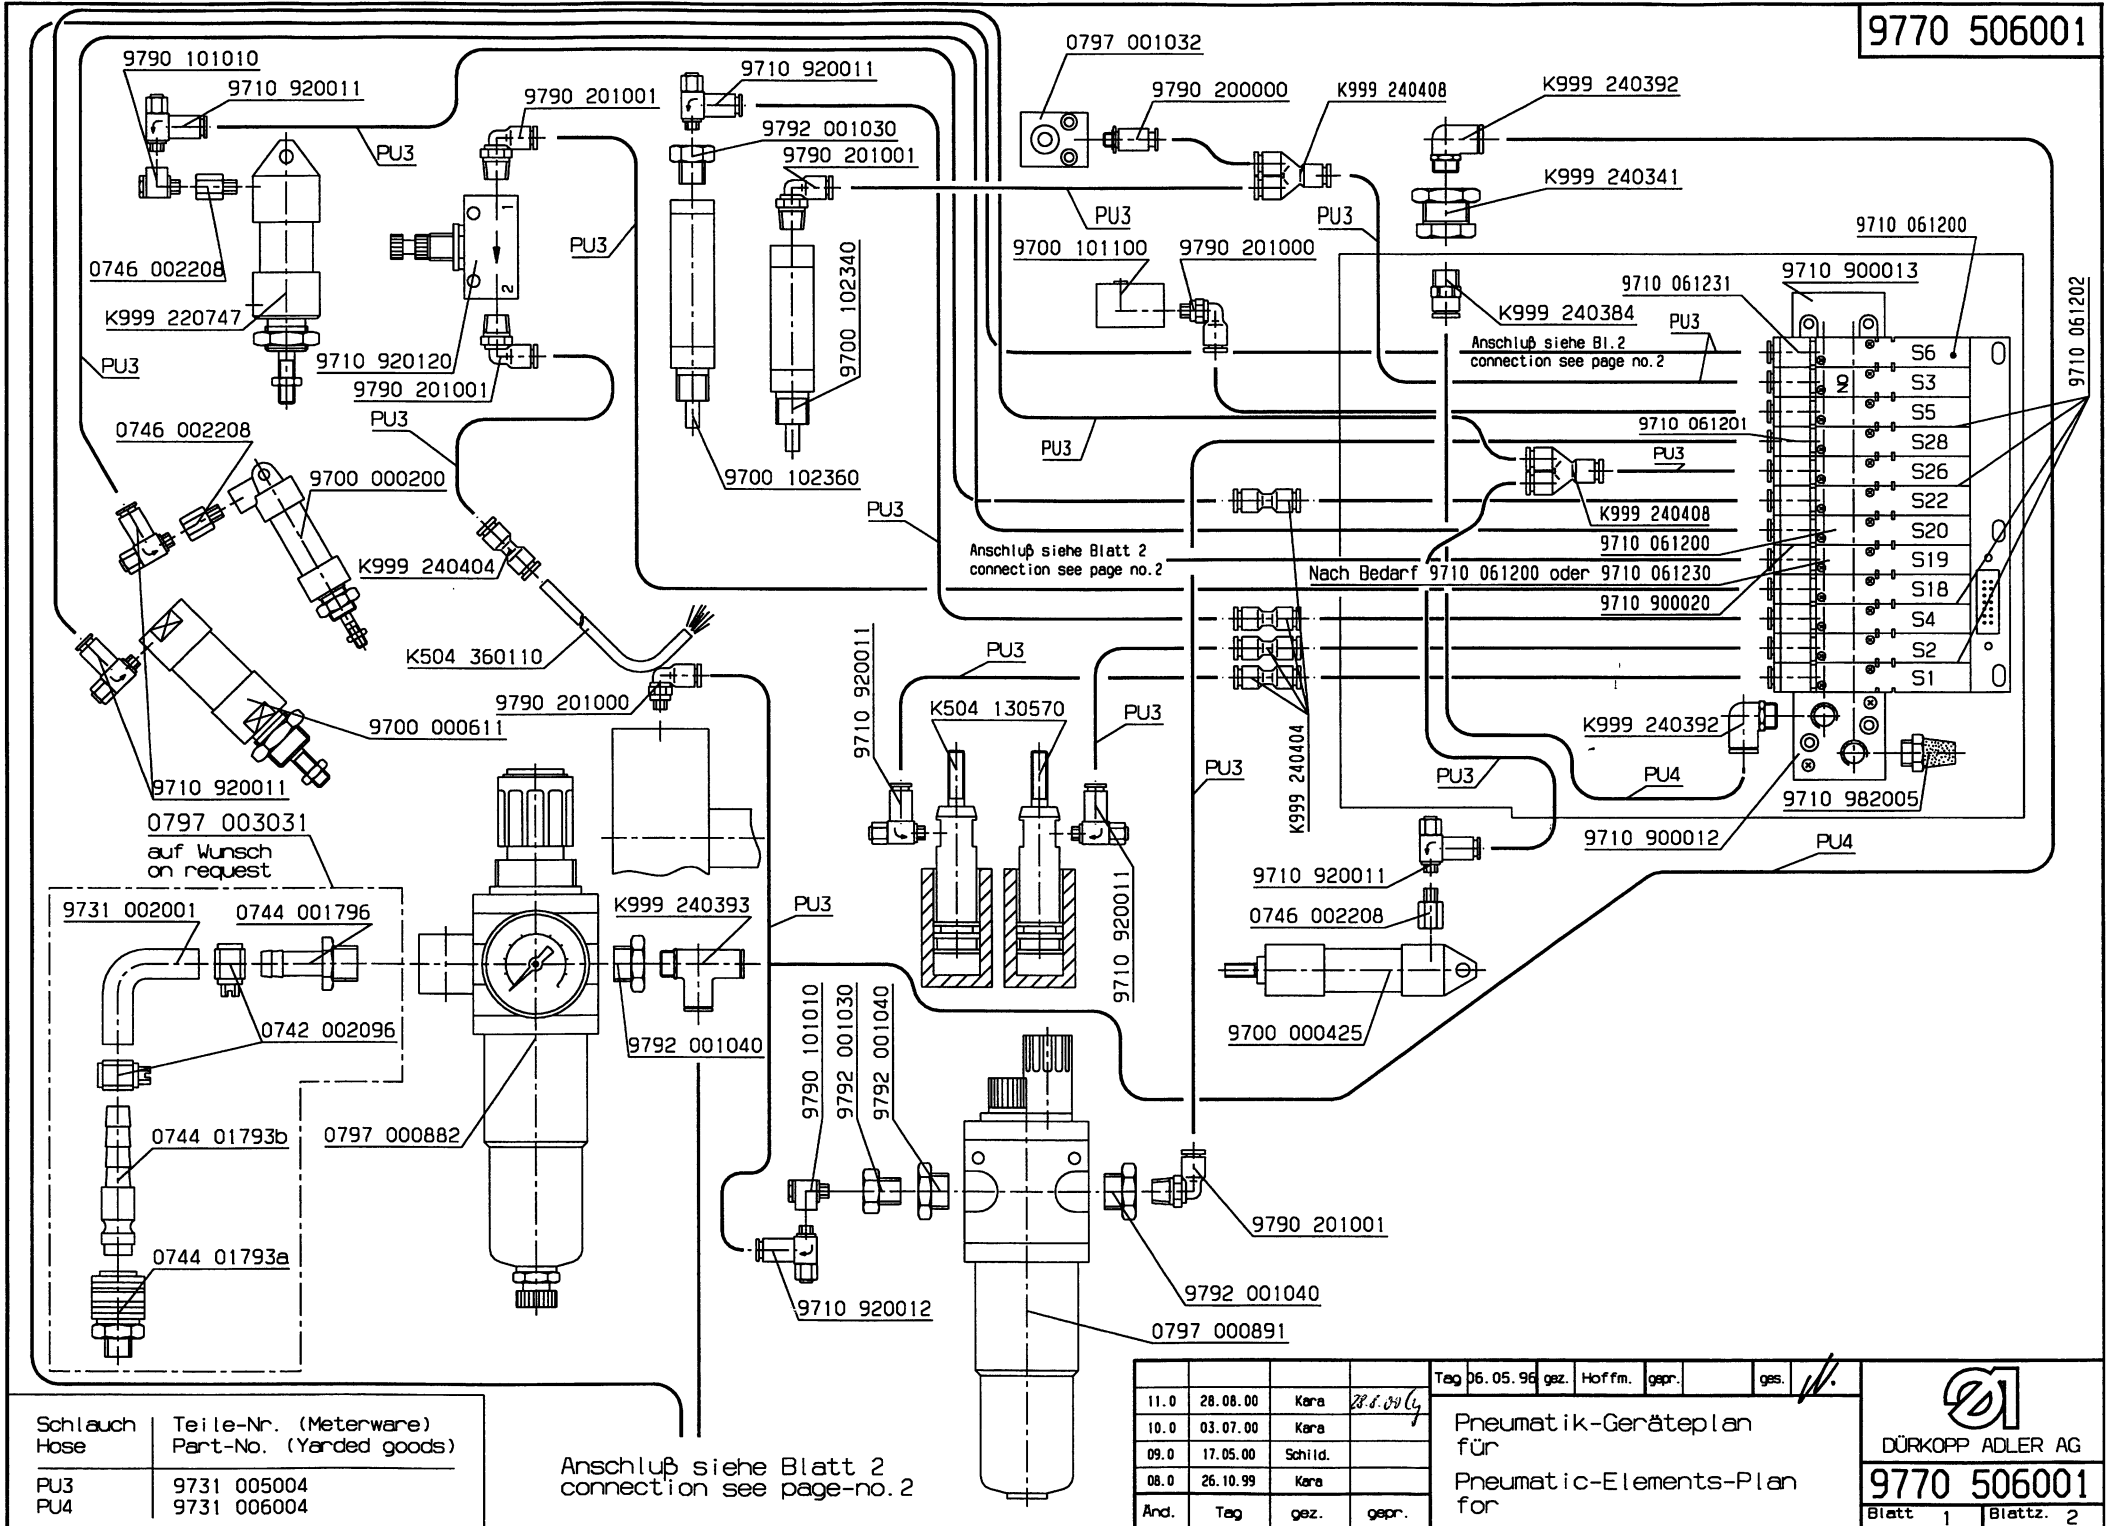 9770 506001
0797 001032
9790 101010
9710 920011
9710 920011
9790 201001
9790 200000
K999 240408
K999 240392
9792 001030
PU3
9790 201001
K999 240341
PU3
PU3
9710 061200
PU3
9700 101100
9790 201000
0746 002208
9710 900013
9710 061231
9710 061202
K999 220747
1
2
9700 102340
K999 240384
PU3
Anschluß siehe Bl.2
connection see page no.2
PU3
9710 920120
9790 201001
S6
S3
S5
S28
S26
S22
S20
S19
S18
S4
S2
S1
NO
0746 002208
PU3
PU3
9710 061201
PU3
9700 000200
9700 102360
PU3
K999 240408
Anschluß siehe Blatt 2
connection see page no.2
9710 061200
K999 240404
Nach Bedarf 9710 061200 oder 9710 061230
9710 900020
K504 360110
9710 920011
PU3
9790 201000
K504 130570
PU3
K999 240404
K999 240392
9700 000611
PU3
PU3
PU4
9710 982005
9710 920011
0797 003031
auf Wunsch
on request
9710 900012
PU4
9710 920011
9710 920011
0746 002208
9731 002001
0744 001796
K999 240393
PU3
0742 002096
9792 001040
9790 101010
9792 001030
9792 001040
9700 000425
0744 01793b
0797 000882
9790 201001
0744 01793a
9710 920012
9792 001040
0797 000891
Schlauch Teile-Nr. (Meterware)
Hose Part-No. (Yarded goods)
PU3 9731 005004
PU4 9731 006004
Anschluß siehe Blatt 2
connection see page-no.2
11.0 28.08.00 Kara
10.0 03.07.00 Kara
09.0 17.05.00 Schild.
08.0 26.10.99 Kara
Änd. Tag gez. gepr.
Tag 06.05.96 gez. Hoffm. gepr. ges.
Pneumatik-Geräteplan
für
Pneumatic-Elements-Plan
for
DÜRKOPP ADLER AG
9770 506001
Blatt 1 Blattz. 2